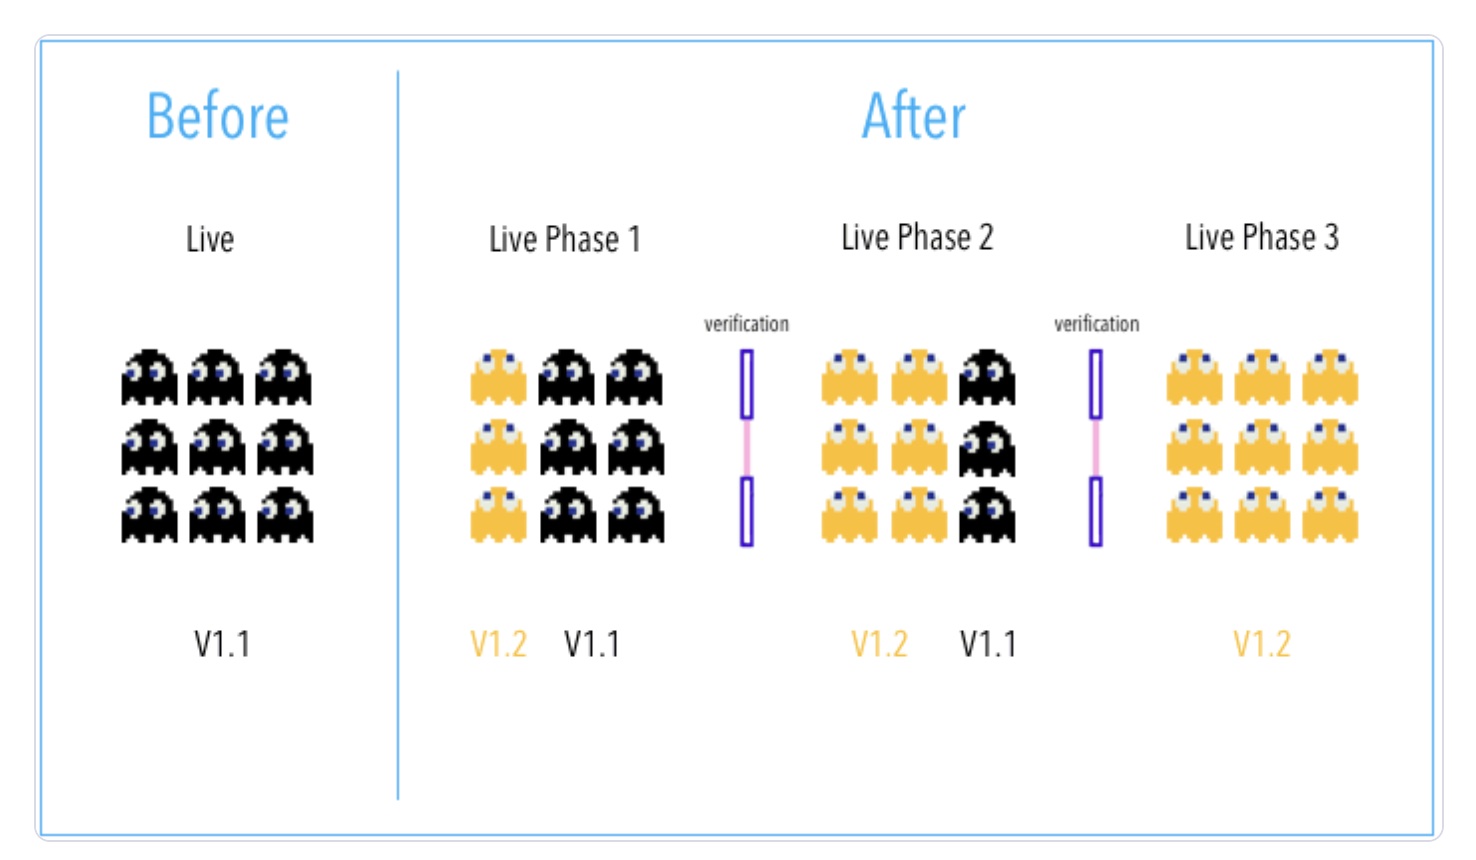 Before
After
Live
Live Phase 1
Live Phase 2
Live Phase 3
verification
verification
V1.1
V1.2 V1.1
V1.2 V1.1
V1.2